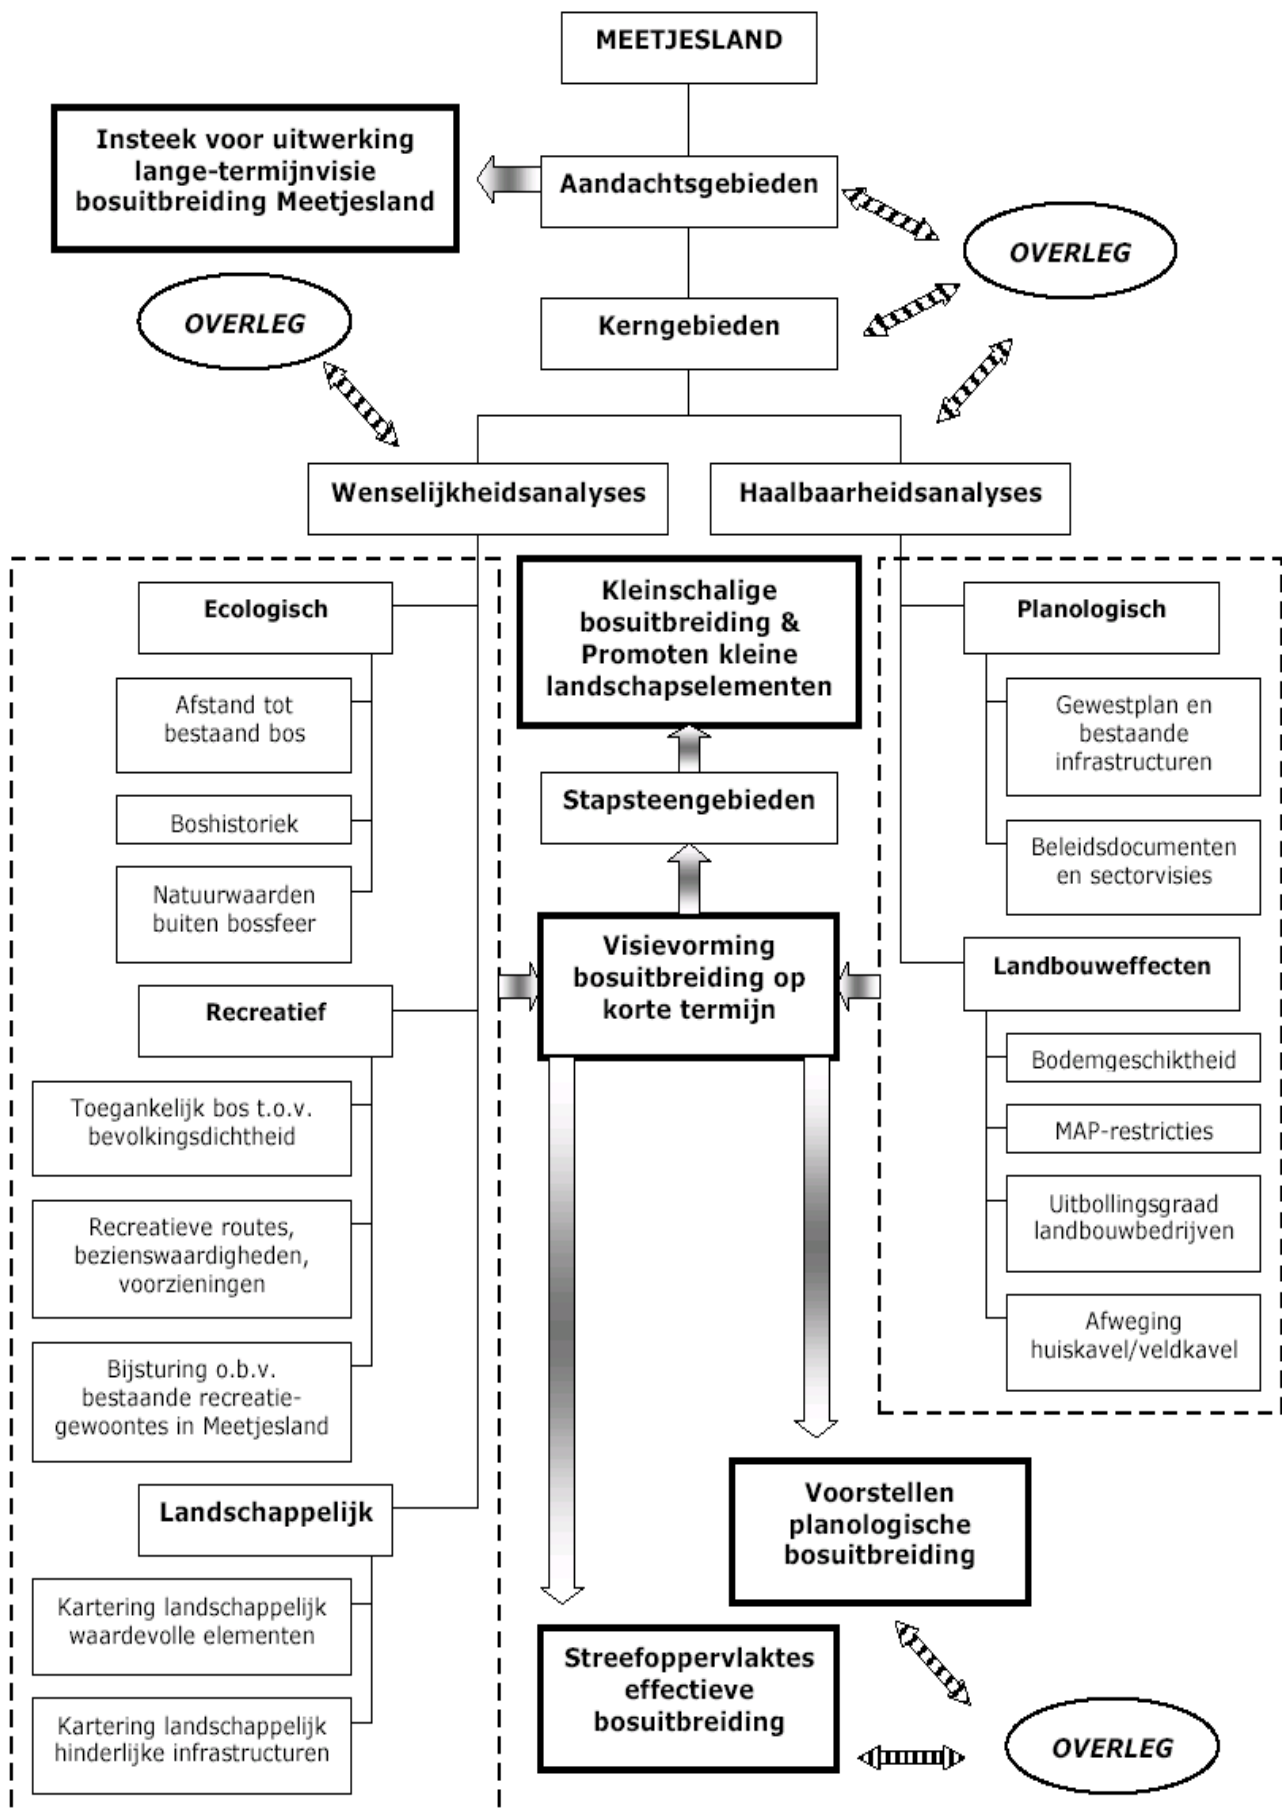 MEETJESLAND
Insteek voor uitwerking
lange-termijnvisie
bosuitbreiding Meetjesland
Aandachtsgebieden
OVERLEG
OVERLEG
Kerngebieden
Wenselijkheidsanalyses
Haalbaarheidsanalyses
Ecologisch
Afstand tot
bestaand bos
Boshistoriek
Natuurwaarden
buiten bossfeer
Recreatief
Toegankelijk bos t.o.v.
bevolkingsdichtheid
Recreatieve routes,
bezienswaardigheden,
voorzieningen
Bijsturing o.b.v.
bestaande recreatie-
gewoontes in Meetjesland
Landschappelijk
Kartering landschappelijk
waardevolle elementen
Kartering landschappelijk
hinderlijke infrastructuren
Kleinschalige
bosuitbreiding &
Promoten kleine
landschapselementen
Stapsteengebieden
Visievorming
bosuitbreiding op
korte termijn
Planologisch
Gewestplan en
bestaande
infrastructuren
Beleidsdocumenten
en sectorvisies
Landbouweffecten
Bodemgeschiktheid
MAP-restricties
Uitbollingsgraad
landbouwbedrijven
Afweging
huiskavel/veldkavel
Voorstellen
planologische
bosuitbreiding
Streefoppervlaktes
effectieve
bosuitbreiding
OVERLEG